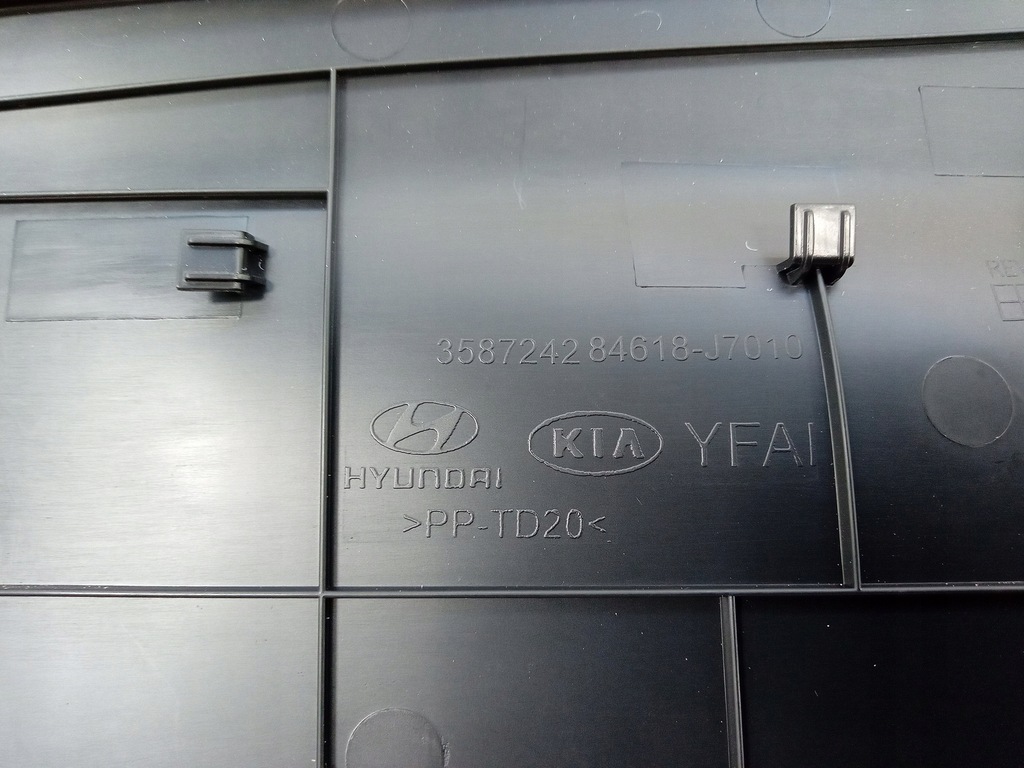 3587242 84618-J7010
HYUNDAI KIA YFAI
>PP-TD20<